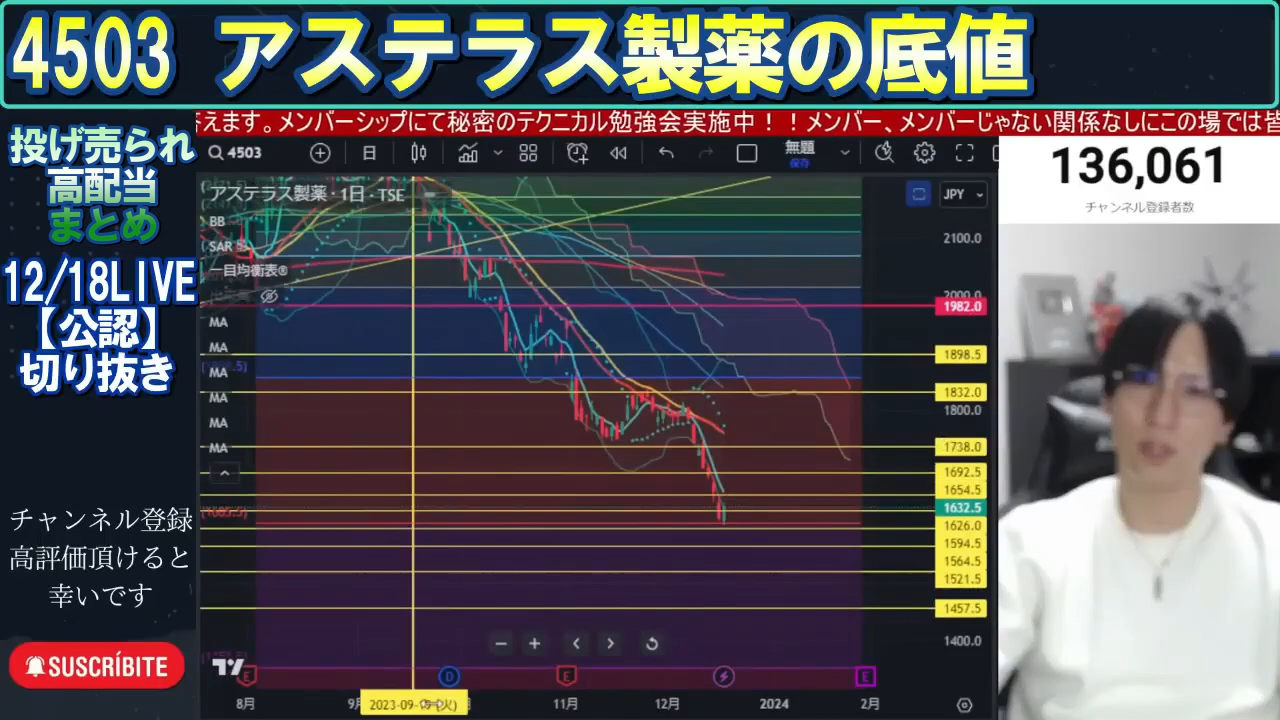 4503 アステラス製薬の底値
投げ売られ
高配当
まとめ
12/18LIVE
【公認】
切り抜き
チャンネル登録
高評価頂けると
幸いです
SUSCRÍBITE
答えます。メンバーシップにて秘密のテクニカル勉強会実施中！！メンバー、メンバーじゃない関係なしにこの場では皆
4503
日
無題
保存
アステラス製薬・1日・TSE
JPY
BB
SAR
一目均衡表
MA
MA
MA
MA
MA
MA
2100.0
2000.0
1982.0
1898.5
1832.0
1800.0
1738.0
1692.5
1654.5
1632.5
1626.0
1594.5
1564.5
1521.5
1457.5
1400.0
E
D
E
E
8月
11月
12月
2024
2月
136,061
チャンネル登録者数